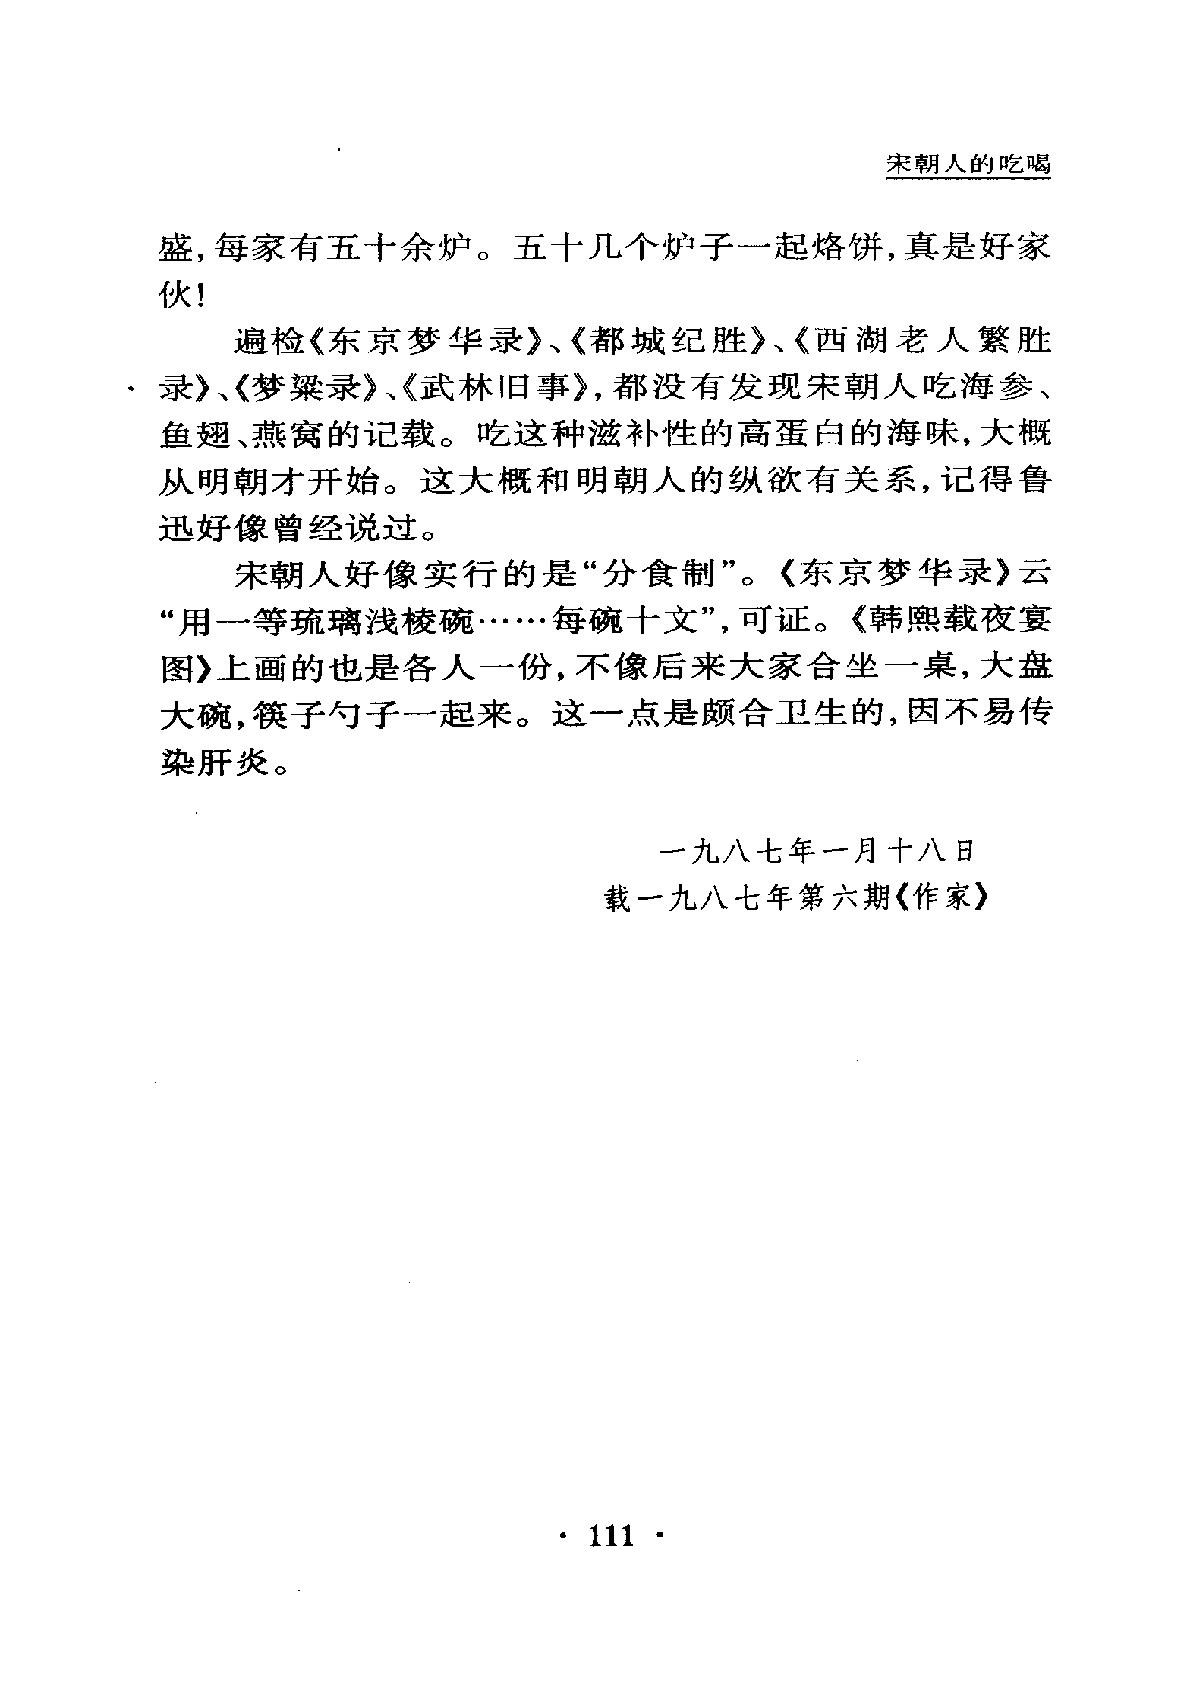 宋朝人的吃喝
盛,每家有五十余炉。五十几个炉子一起烙饼,真是好家
伙!
遍检《东京梦华录》、《都城纪胜》、《西湖老人繁胜
录》、《梦粱录》、《武林旧事》,都没有发现宋朝人吃海参、
鱼翅、燕窝的记载。吃这种滋补性的高蛋白的海味,大概
从明朝才开始。这大概和明朝人的纵欲有关系,记得鲁
迅好像曾经说过。
宋朝人好像实行的是“分食制”。《东京梦华录》云
“用一等琉璃浅棱碗……每碗十文”,可证。《韩熙载夜宴
图》上画的也是各人一份,不像后来大家合坐一桌,大盘
大碗,筷子勺子一起来。这一点是颇合卫生的,因不易传
染肝炎。
一九八七年一月十八日
载一九八七年第六期《作家》
· 111 ·